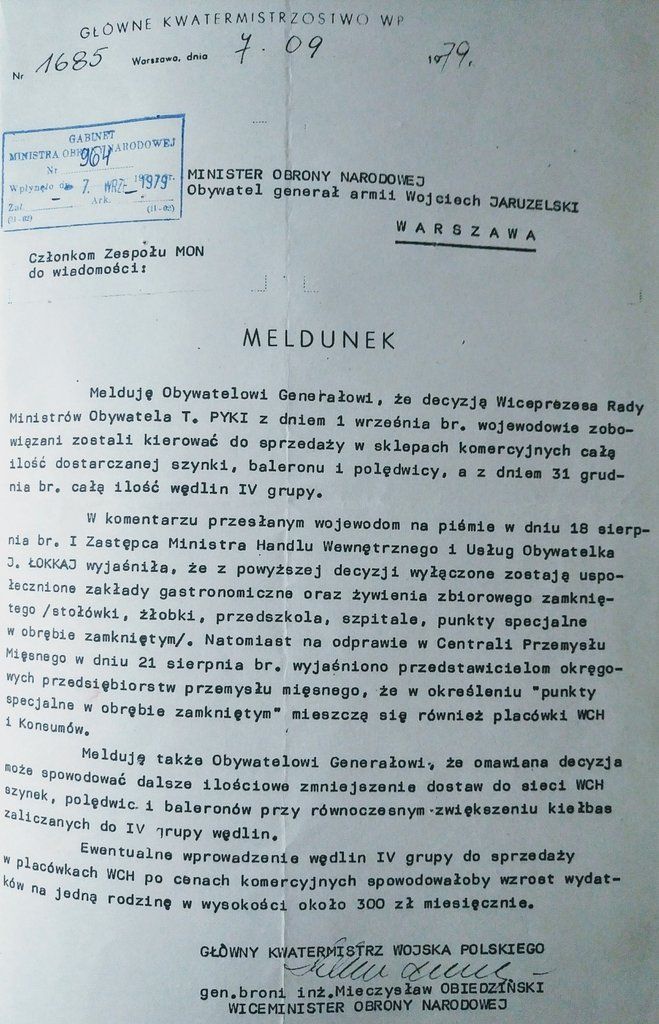 GŁÓWNE KWATERMISTRZOSTWO WP
Nr 1685 Warszawa, dnia 7. 09 1979.
GABINET
MINISTRA OBRONY NARODOWEJ
Nr 964
Wpłynęło dn. 7. WRZ. 1979 r.
Zał. — Ark.
(21-02) (11-02)
MINISTER OBRONY NARODOWEJ
Obywatel generał armii Wojciech JARUZELSKI
WARSZAWA
Członkom Zespołu MON
do wiadomości:
MELDUNEK
Melduję Obywatelowi Generałowi, że decyzją Wiceprezesa Rady
Ministrów Obywatela T. PYKI z dniem 1 września br. wojewodowie zobo-
wiązani zostali kierować do sprzedaży w sklepach komercyjnych całą
ilość dostarczanej szynki, baleronu i polędwicy, a z dniem 31 grud-
nia br. całą ilość wędlin IV grupy.
W komentarzu przesłanym wojewodom na piśmie w dniu 18 sierp-
nia br. I Zastępca Ministra Handlu Wewnętrznego i Usług Obywatelka
J. ŁOKKAJ wyjaśniła, że z powyższej decyzji wyłączone zostają uspo-
łecznione zakłady gastronomiczne oraz żywienia zbiorowego zamknię-
tego /stołówki, żłobki, przedszkola, szpitale, punkty specjalne
w obrębie zamkniętym/. Natomiast na odprawie w Centrali Przemysłu
Mięsnego w dniu 21 sierpnia br. wyjaśniono przedstawicielom okręgo-
wych przedsiębiorstw przemysłu mięsnego, że w określeniu "punkty
specjalne w obrębie zamkniętym" mieszczą się również placówki WCH
i Konsumów.
Melduję także Obywatelowi Generałowi, że omawiana decyzja
może spowodować dalsze ilościowe zmniejszenie dostaw do sieci WCH
szynek, polędwic i baleronów przy równoczesnym zwiększeniu kiełbas
zaliczanych do IV grupy wędlin.
Ewentualne wprowadzenie wędlin IV grupy do sprzedaży
w placówkach WCH po cenach komercyjnych spowodowałoby wzrost wydat-
ków na jedną rodzinę w wysokości około 300 zł miesięcznie.
GŁÓWNY KWATERMISTRZ WOJSKA POLSKIEGO
gen.broni inż.Mieczysław OBIEDZIŃSKI
WICEMINISTER OBRONY NARODOWEJ